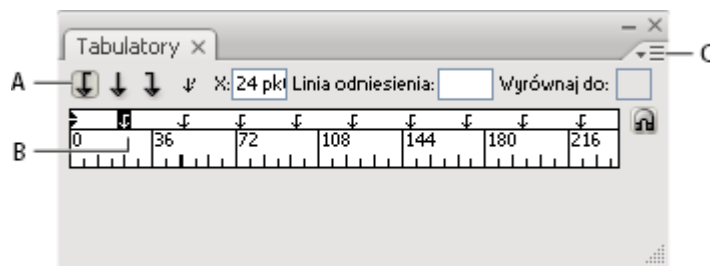 Tabulatory
A X: 24 pkt Linia odniesienia: Wyrównaj do: C
B 0 36 72 108 144 180 216